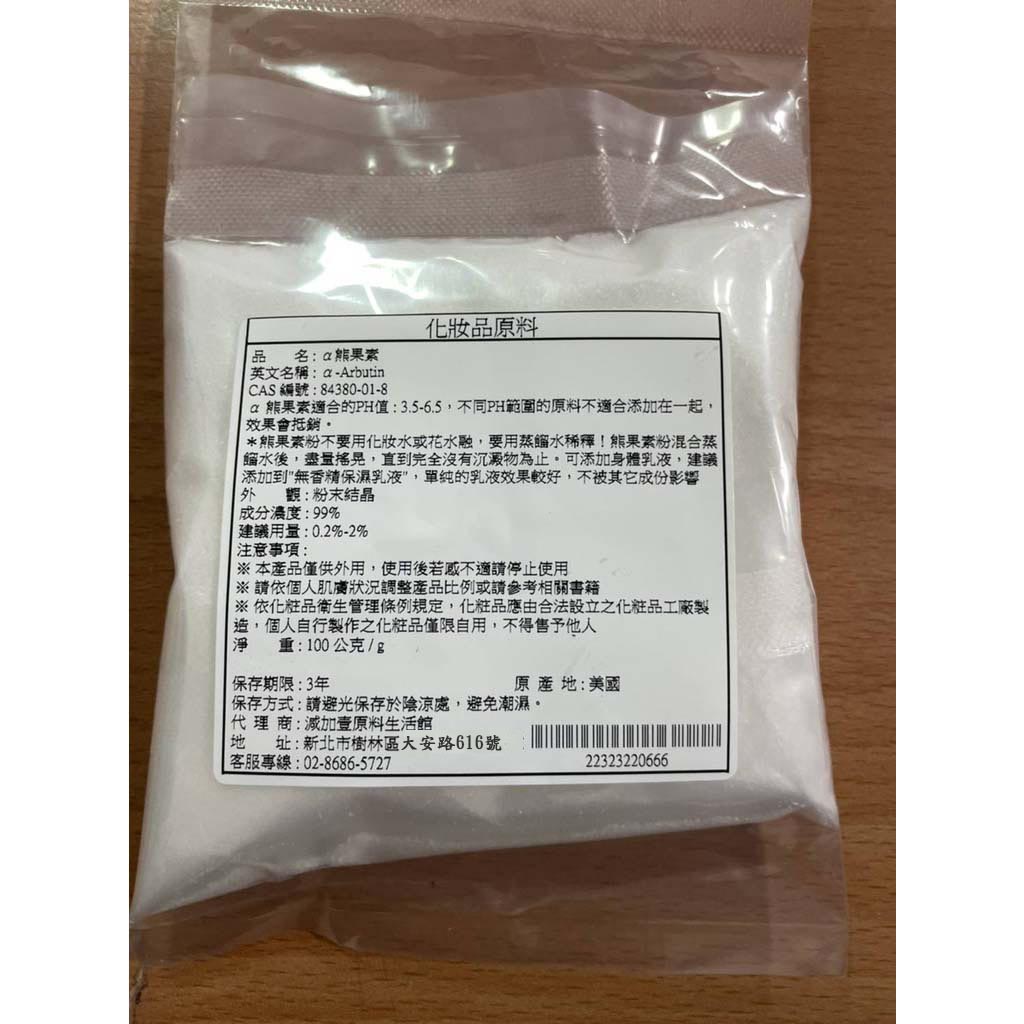 化妝品原料
品 名：α熊果素
英文名稱：α-Arbutin
CAS 編號：84380-01-8
α 熊果素適合的PH值：3.5-6.5，不同PH範圍的原料不適合添加在一起，
效果會抵銷。
＊熊果素粉不要用化妝水或花水融，要用蒸餾水稀釋！熊果素粉混合蒸
餾水後，盡量搖晃，直到完全沒有沉澱物為止。可添加身體乳液，建議
添加到"無香精保濕乳液"，單純的乳液效果較好，不被其它成份影響
外 觀：粉末結晶
成分濃度：99%
建議用量：0.2%-2%
注意事項：
※ 本產品僅供外用，使用後若感不適請停止使用
※ 請依個人肌膚狀況調整產品比例或請參考相關書籍
※ 依化粧品衛生管理條例規定，化粧品應由合法設立之化粧品工廠製
造，個人自行製作之化粧品僅限自用，不得售予他人
淨 重：100 公克 / g
保存期限：3年 原 產 地：美國
保存方式：請避光保存於陰涼處，避免潮濕。
代 理 商：減加壹原料生活館
地 址：新北市樹林區大安路616號
客服專線：02-8686-5727 22323220666